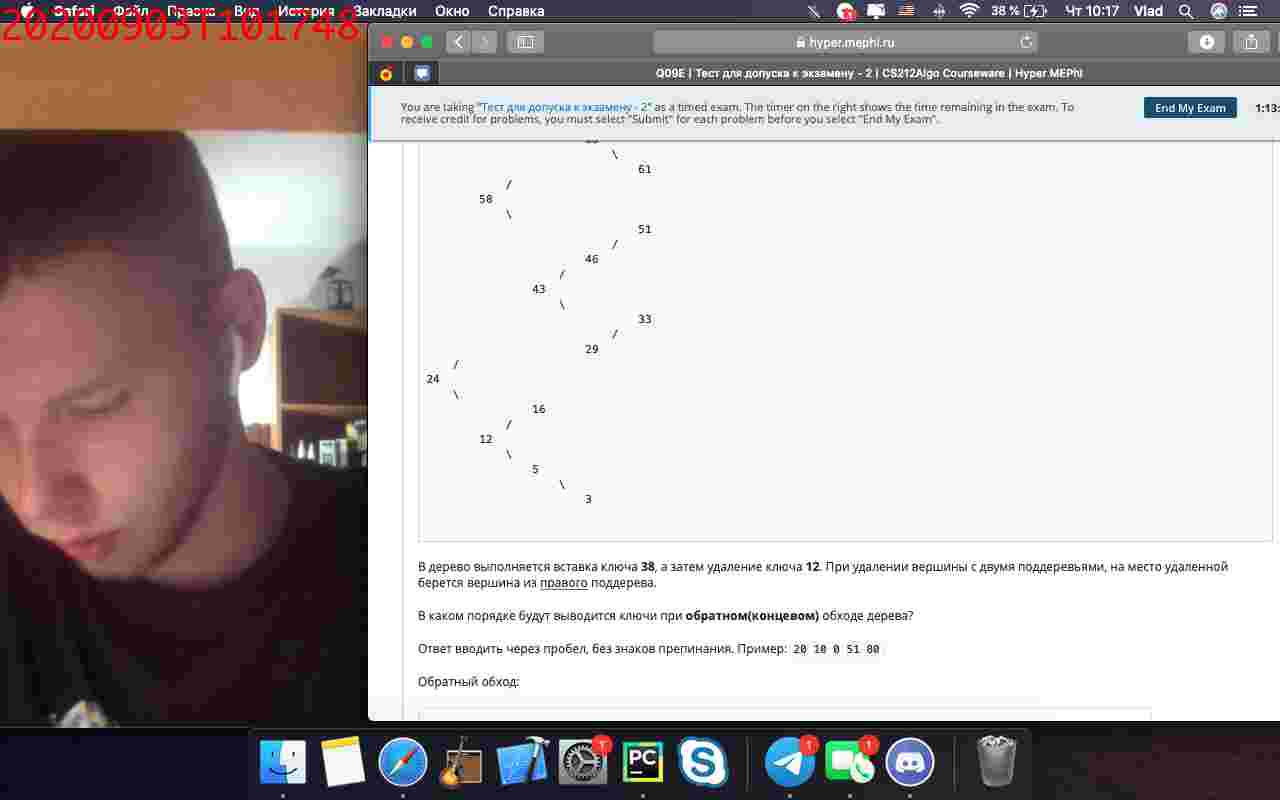 Safari Файл Правка Вид История Закладки Окно Справка 38 % Чт 10:17 Vlad
20200903T101748
hyper.mephi.ru
Q09E | Тест для допуска к экзамену - 2 | CS212Algo Courseware | Hyper.MEPhI
You are taking "Тест для допуска к экзамену - 2" as a timed exam. The timer on the right shows the time remaining in the exam. To
receive credit for problems, you must select "Submit" for each problem before you select "End My Exam".
End My Exam
1:13:
\
61
/
58
\
51
/
46
/
43
\
33
/
29
/
24
\
16
/
12
\
5
\
3
В дерево выполняется вставка ключа 38, а затем удаление ключа 12. При удалении вершины с двумя поддеревьями, на место удаленной
берется вершина из правого поддерева.
В каком порядке будут выводится ключи при обратном(концевом) обходе дерева?
Ответ вводить через пробел, без знаков препинания. Пример: 20 10 0 51 80
Обратный обход:
PC
1
1
1